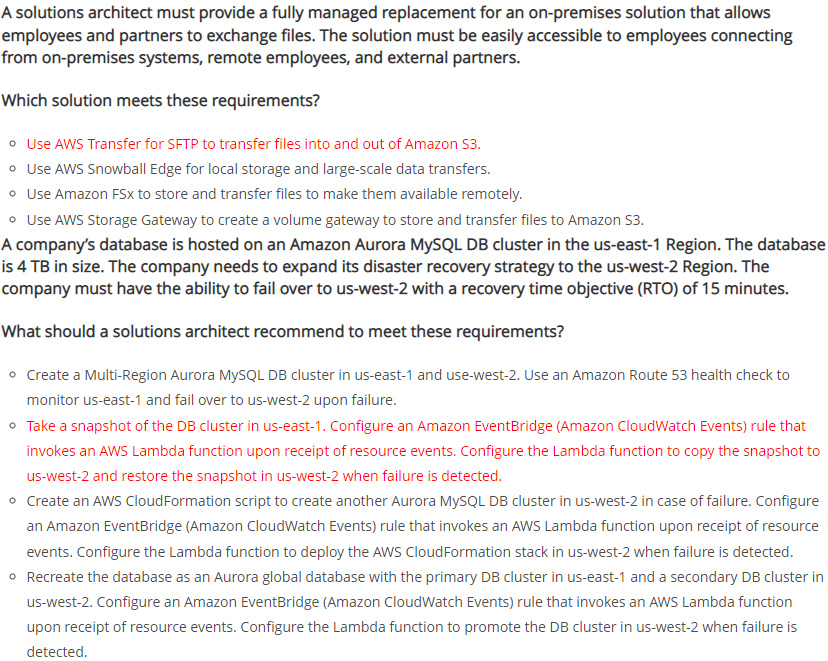 A solutions architect must provide a fully managed replacement for an on-premises solution that allows
employees and partners to exchange files. The solution must be easily accessible to employees connecting
from on-premises systems, remote employees, and external partners.
Which solution meets these requirements?
Use AWS Transfer for SFTP to transfer files into and out of Amazon S3.
Use AWS Snowball Edge for local storage and large-scale data transfers.
Use Amazon FSx to store and transfer files to make them available remotely.
Use AWS Storage Gateway to create a volume gateway to store and transfer files to Amazon S3.
A company's database is hosted on an Amazon Aurora MySQL DB cluster in the us-east-1 Region. The database
is 4 TB in size. The company needs to expand its disaster recovery strategy to the us-west-2 Region. The
company must have the ability to fail over to us-west-2 with a recovery time objective (RTO) of 15 minutes.
What should a solutions architect recommend to meet these requirements?
Create a Multi-Region Aurora MySQL DB cluster in us-east-1 and use-west-2. Use an Amazon Route 53 health check to
monitor us-east-1 and fail over to us-west-2 upon failure.
Take a snapshot of the DB cluster in us-east-1. Configure an Amazon EventBridge (Amazon CloudWatch Events) rule that
invokes an AWS Lambda function upon receipt of resource events. Configure the Lambda function to copy the snapshot to
us-west-2 and restore the snapshot in us-west-2 when failure is detected.
Create an AWS CloudFormation script to create another Aurora MySQL DB cluster in us-west-2 in case of failure. Configure
an Amazon EventBridge (Amazon CloudWatch Events) rule that invokes an AWS Lambda function upon receipt of resource
events. Configure the Lambda function to deploy the AWS CloudFormation stack in us-west-2 when failure is detected.
Recreate the database as an Aurora global database with the primary DB cluster in us-east-1 and a secondary DB cluster in
us-west-2. Configure an Amazon EventBridge (Amazon CloudWatch Events) rule that invokes an AWS Lambda function
upon receipt of resource events. Configure the Lambda function to promote the DB cluster in us-west-2 when failure is
detected.